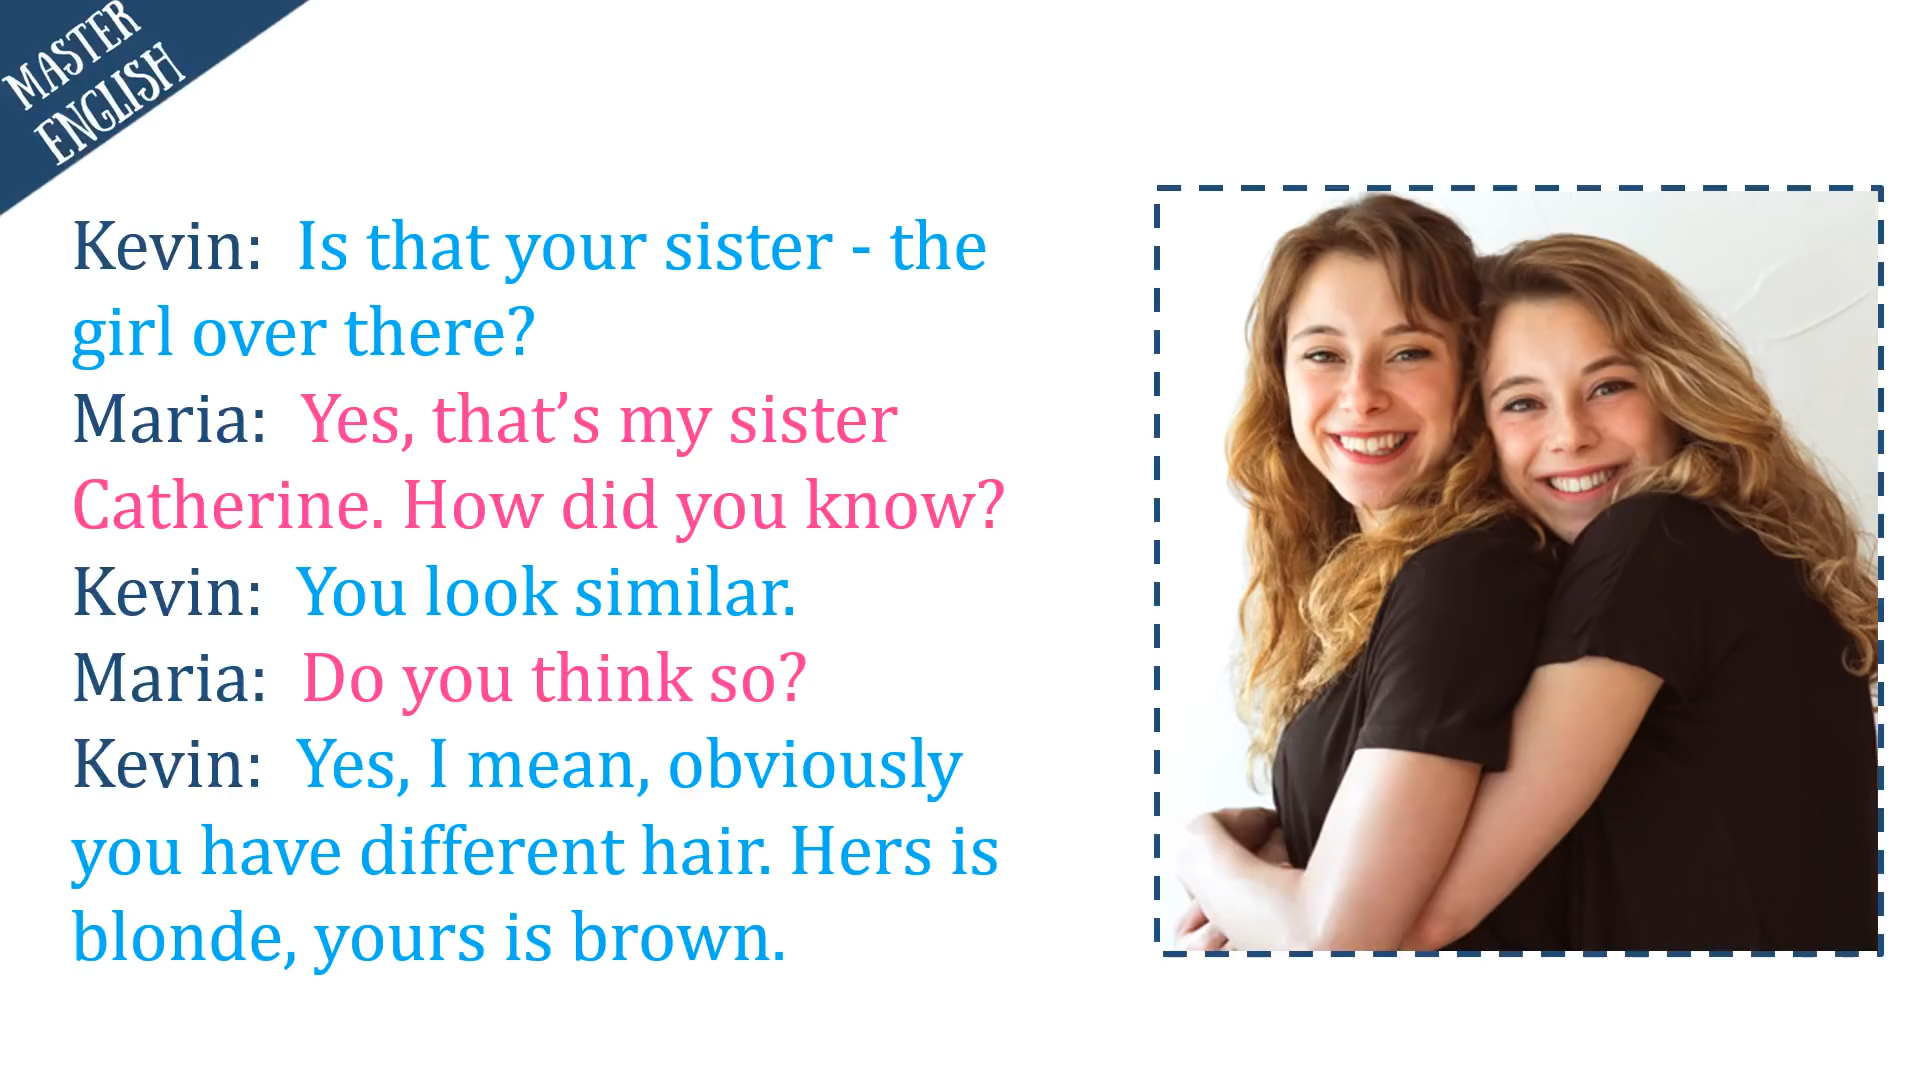 MASTER
ENGLISH
Kevin: Is that your sister - the
girl over there?
Maria: Yes, that’s my sister
Catherine. How did you know?
Kevin: You look similar.
Maria: Do you think so?
Kevin: Yes, I mean, obviously
you have different hair. Hers is
blonde, yours is brown.